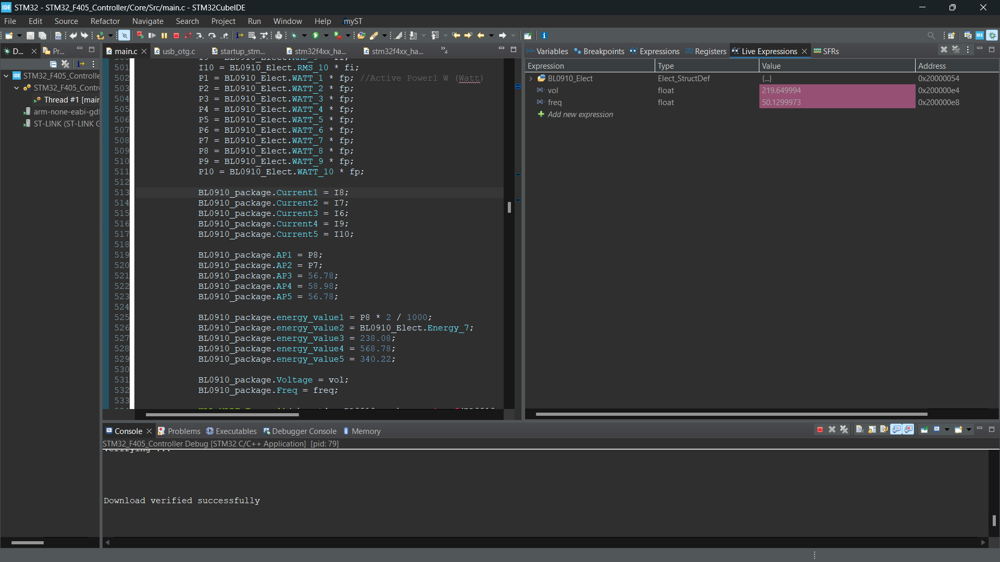 IDE STM32 - STM32_F405_Controller/Core/Src/main.c - STM32CubeIDE
File Edit Source Refactor Navigate Search Project Run Window Help myST
D... Pr...
main.c usb_otg.c startup_stm... stm32f4xx_ha... stm32f4xx_ha... »4
Variables Breakpoints Expressions Registers Live Expressions SFRs
IDE STM32_F405_Controlle
STM32_F405_Contr
Thread #1 [main
arm-none-eabi-gd
ST-LINK (ST-LINK G
501 I10 = BL0910_Elect.RMS_10 * fi;
502 P1 = BL0910_Elect.WATT_1 * fp; //Active Power1 W (Watt)
503 P2 = BL0910_Elect.WATT_2 * fp;
504 P3 = BL0910_Elect.WATT_3 * fp;
505 P4 = BL0910_Elect.WATT_4 * fp;
506 P5 = BL0910_Elect.WATT_5 * fp;
507 P6 = BL0910_Elect.WATT_6 * fp;
508 P7 = BL0910_Elect.WATT_7 * fp;
509 P8 = BL0910_Elect.WATT_8 * fp;
510 P9 = BL0910_Elect.WATT_9 * fp;
511 P10 = BL0910_Elect.WATT_10 * fp;
512
513 BL0910_package.Current1 = I8;
514 BL0910_package.Current2 = I7;
515 BL0910_package.Current3 = I6;
516 BL0910_package.Current4 = I9;
517 BL0910_package.Current5 = I10;
518
519 BL0910_package.AP1 = P8;
520 BL0910_package.AP2 = P7;
521 BL0910_package.AP3 = 56.78;
522 BL0910_package.AP4 = 58.98;
523 BL0910_package.AP5 = 56.78;
524
525 BL0910_package.energy_value1 = P8 * 2 / 1000;
526 BL0910_package.energy_value2 = BL0910_Elect.Energy_7;
527 BL0910_package.energy_value3 = 238.08;
528 BL0910_package.energy_value4 = 568.78;
529 BL0910_package.energy_value5 = 340.22;
530
531 BL0910_package.Voltage = vol;
532 BL0910_package.Freq = freq;
533
Expression Type Value Address
BL0910_Elect Elect_StructDef {...} 0x20000054
vol float 219.649994 0x200000e4
freq float 50.1299973 0x200000e8
Add new expression
Console Problems Executables Debugger Console Memory
STM32_F405_Controller Debug [STM32 C/C++ Application] [pid: 79]
Verifying ...
Download verified successfully